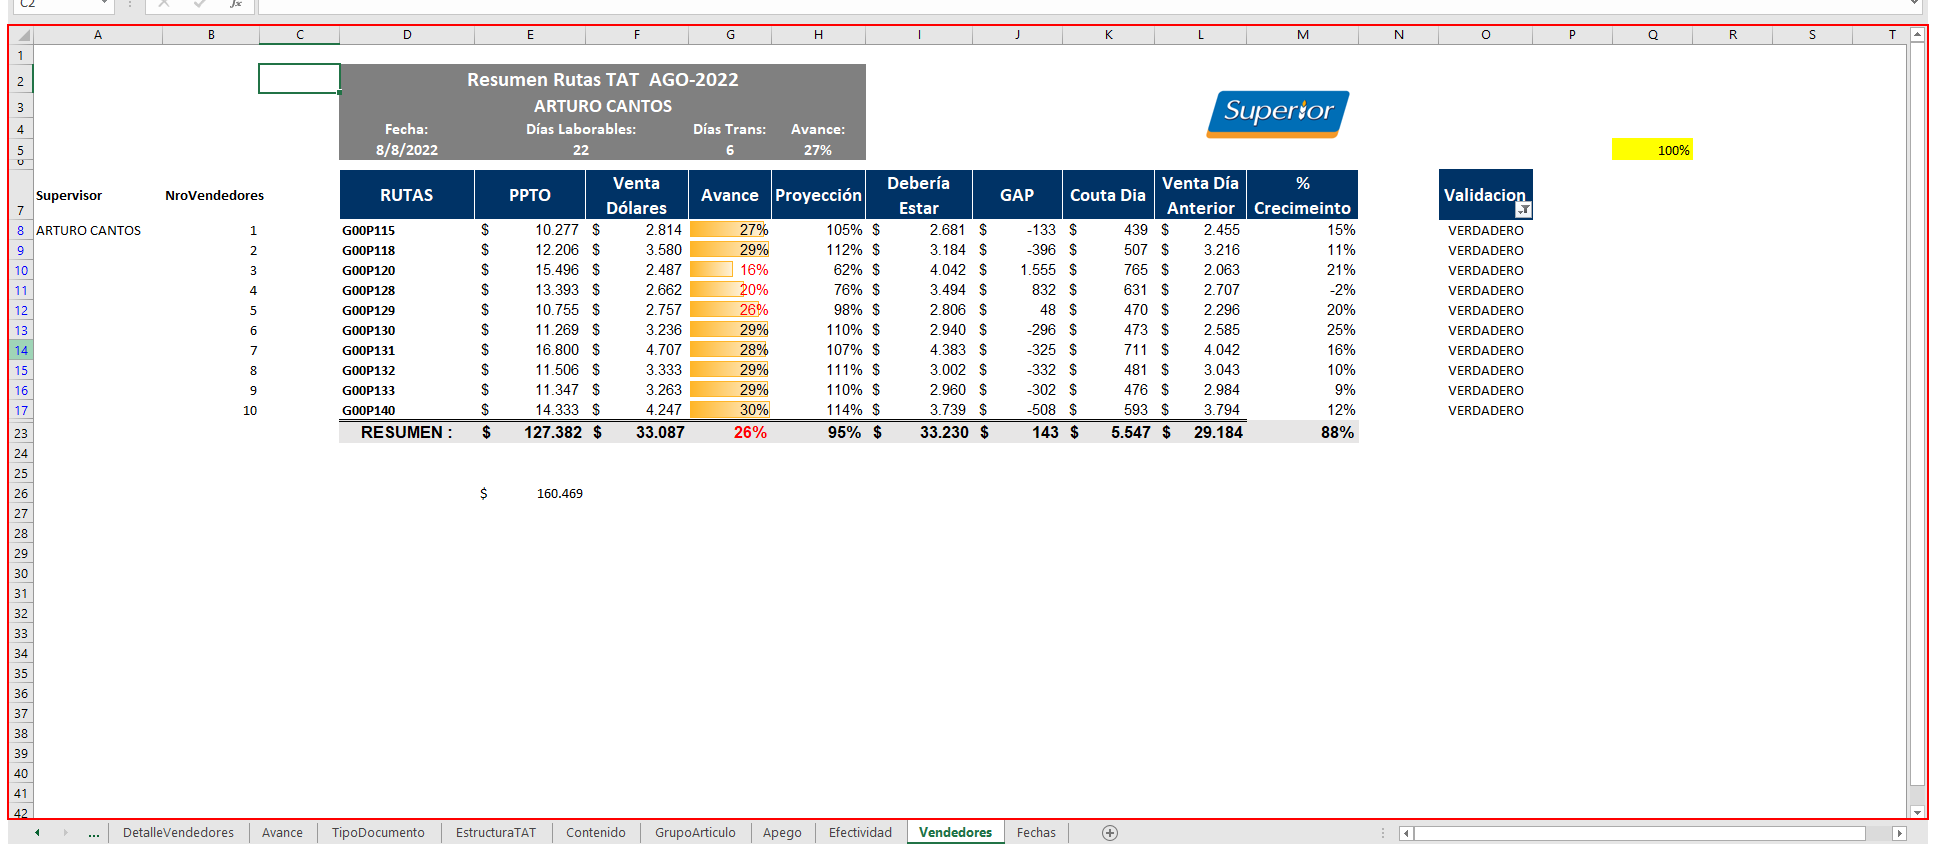 C2
fx
A B C D E F G H I J K L M N O P Q R S T
1
2 Resumen Rutas TAT AGO-2022
3 ARTURO CANTOS Superior
4 Fecha: Días Laborables: Días Trans: Avance:
5 8/8/2022 22 6 27% 100%
6
7 Supervisor NroVendedores RUTAS PPTO Venta Dólares Avance Proyección Debería Estar GAP Couta Dia Venta Día Anterior % Crecimeinto Validacion
8 ARTURO CANTOS 1 G00P115 $ 10.277 $ 2.814 27% 105% $ 2.681 $ -133 $ 439 $ 2.455 15% VERDADERO
9 2 G00P118 $ 12.206 $ 3.580 29% 112% $ 3.184 $ -396 $ 507 $ 3.216 11% VERDADERO
10 3 G00P120 $ 15.496 $ 2.487 16% 62% $ 4.042 $ 1.555 $ 765 $ 2.063 21% VERDADERO
11 4 G00P128 $ 13.393 $ 2.662 20% 76% $ 3.494 $ 832 $ 631 $ 2.707 -2% VERDADERO
12 5 G00P129 $ 10.755 $ 2.757 26% 98% $ 2.806 $ 48 $ 470 $ 2.296 20% VERDADERO
13 6 G00P130 $ 11.269 $ 3.236 29% 110% $ 2.940 $ -296 $ 473 $ 2.585 25% VERDADERO
14 7 G00P131 $ 16.800 $ 4.707 28% 107% $ 4.383 $ -325 $ 711 $ 4.042 16% VERDADERO
15 8 G00P132 $ 11.506 $ 3.333 29% 111% $ 3.002 $ -332 $ 481 $ 3.043 10% VERDADERO
16 9 G00P133 $ 11.347 $ 3.263 29% 110% $ 2.960 $ -302 $ 476 $ 2.984 9% VERDADERO
17 10 G00P140 $ 14.333 $ 4.247 30% 114% $ 3.739 $ -508 $ 593 $ 3.794 12% VERDADERO
23 RESUMEN : $ 127.382 $ 33.087 26% 95% $ 33.230 $ 143 $ 5.547 $ 29.184 88%
24
25
26 $ 160.469
27
28
29
30
31
32
33
34
35
36
37
38
39
40
41
42
... DetalleVendedores Avance TipoDocumento EstructuraTAT Contenido GrupoArticulo Apego Efectividad Vendedores Fechas